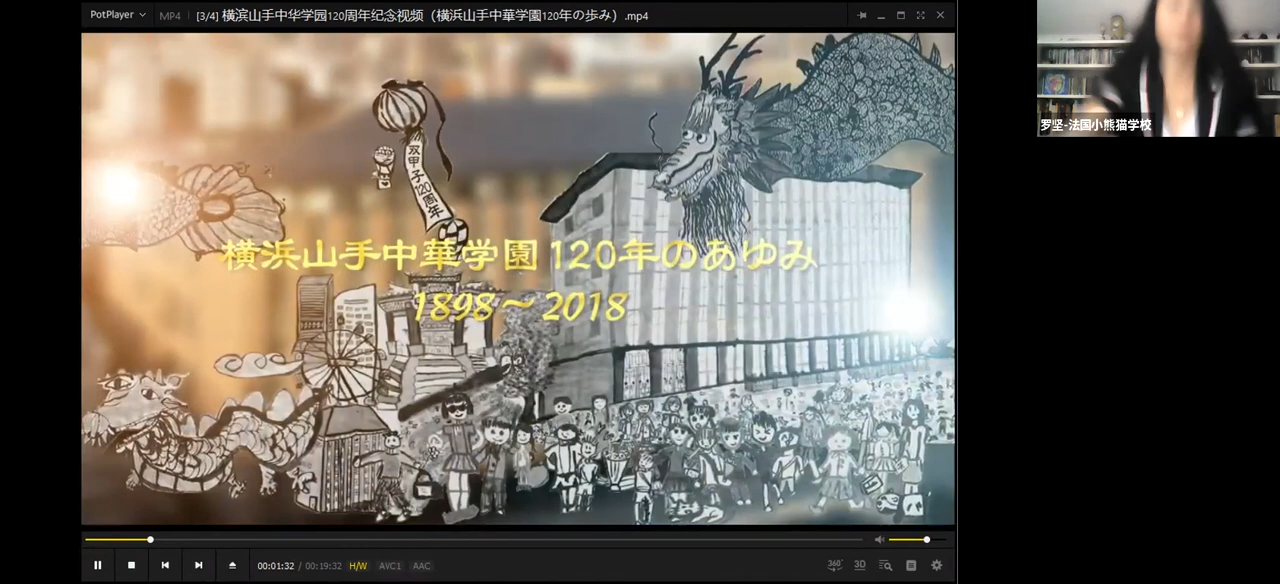 PotPlayer
MP4
[3/4] 横滨山手中华学园120周年纪念视频（横浜山手中華学園120年の歩み）.mp4
双甲子120周年
横浜山手中華学園 120年のあゆみ
1898～2018
罗坚-法国小熊猫学校
00:01:32 / 00:19:32 H/W AVC1 AAC
360° 3D